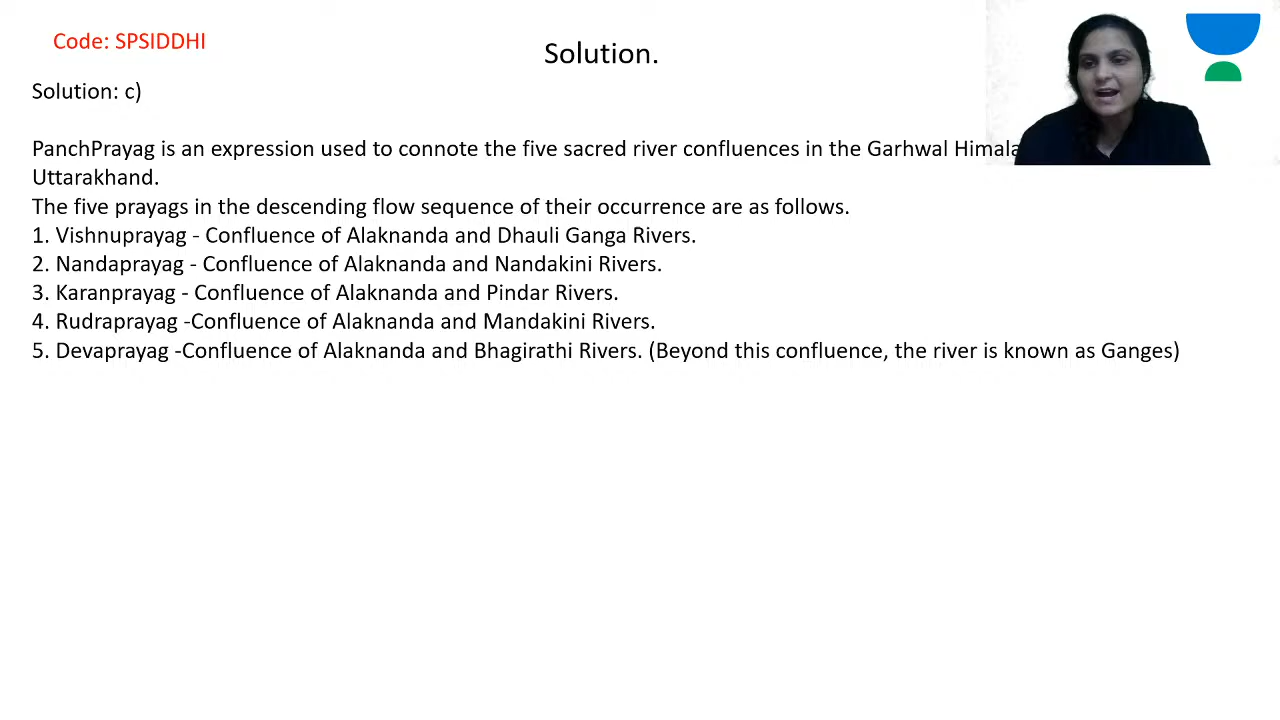 Code: SPSIDDHI
Solution.
Solution: c)
PanchPrayag is an expression used to connote the five sacred river confluences in the Garhwal
Uttarakhand.
The five prayags in the descending flow sequence of their occurrence are as follows.
1. Vishnuprayag - Confluence of Alaknanda and Dhauli Ganga Rivers.
2. Nandaprayag - Confluence of Alaknanda and Nandakini Rivers.
3. Karanprayag - Confluence of Alaknanda and Pindar Rivers.
4. Rudraprayag -Confluence of Alaknanda and Mandakini Rivers.
5. Devaprayag -Confluence of Alaknanda and Bhagirathi Rivers. (Beyond this confluence, the river is known as Ganges)